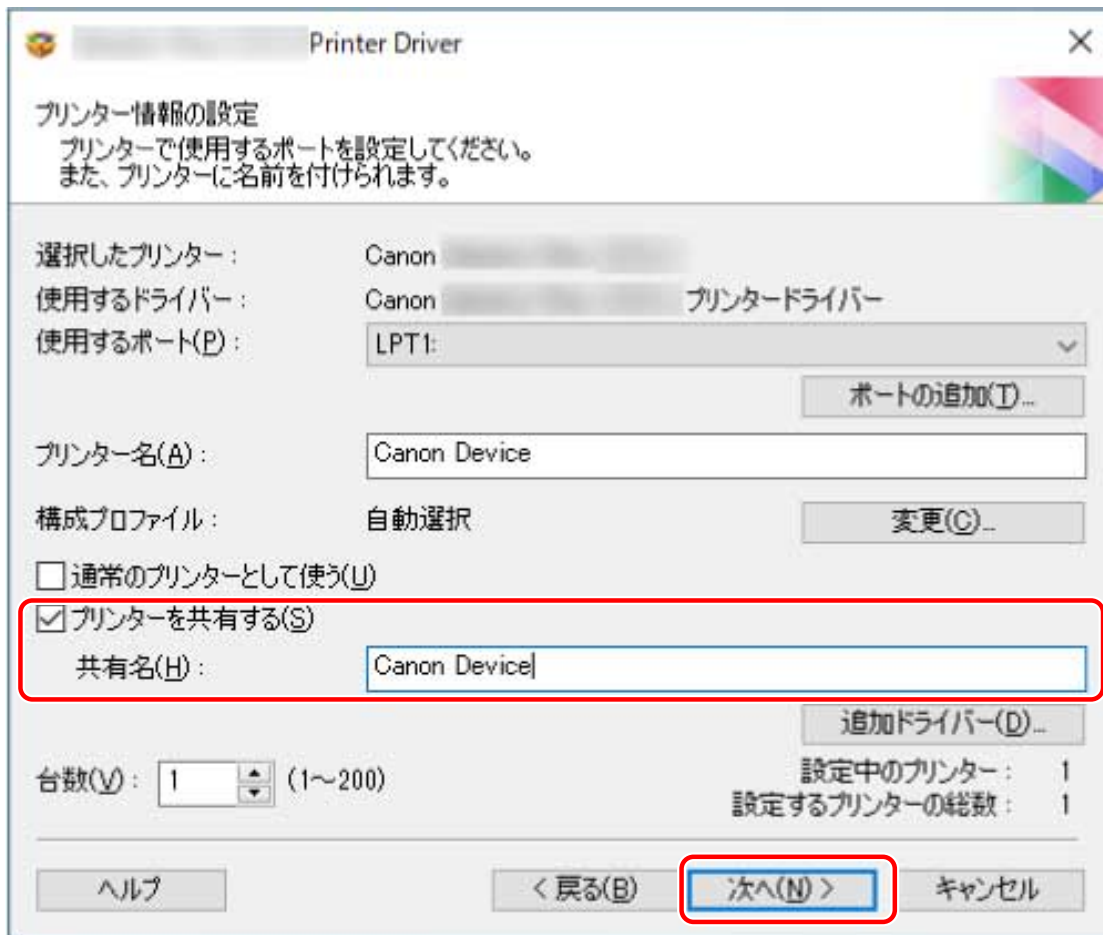 Printer Driver
プリンター情報の設定
プリンターで使用するポートを設定してください。
また、プリンターに名前を付けられます。
選択したプリンター： Canon
使用するドライバー： Canon プリンタードライバー
使用するポート(P)： LPT1:
ポートの追加(T)...
プリンター名(A)： Canon Device
構成プロファイル： 自動選択 変更(C)...
通常のプリンターとして使う(U)
プリンターを共有する(S)
共有名(H)： Canon Device
追加ドライバー(D)...
台数(V)： 1 (1～200)
設定中のプリンター： 1
設定するプリンターの総数： 1
ヘルプ < 戻る(B) 次へ(N) > キャンセル